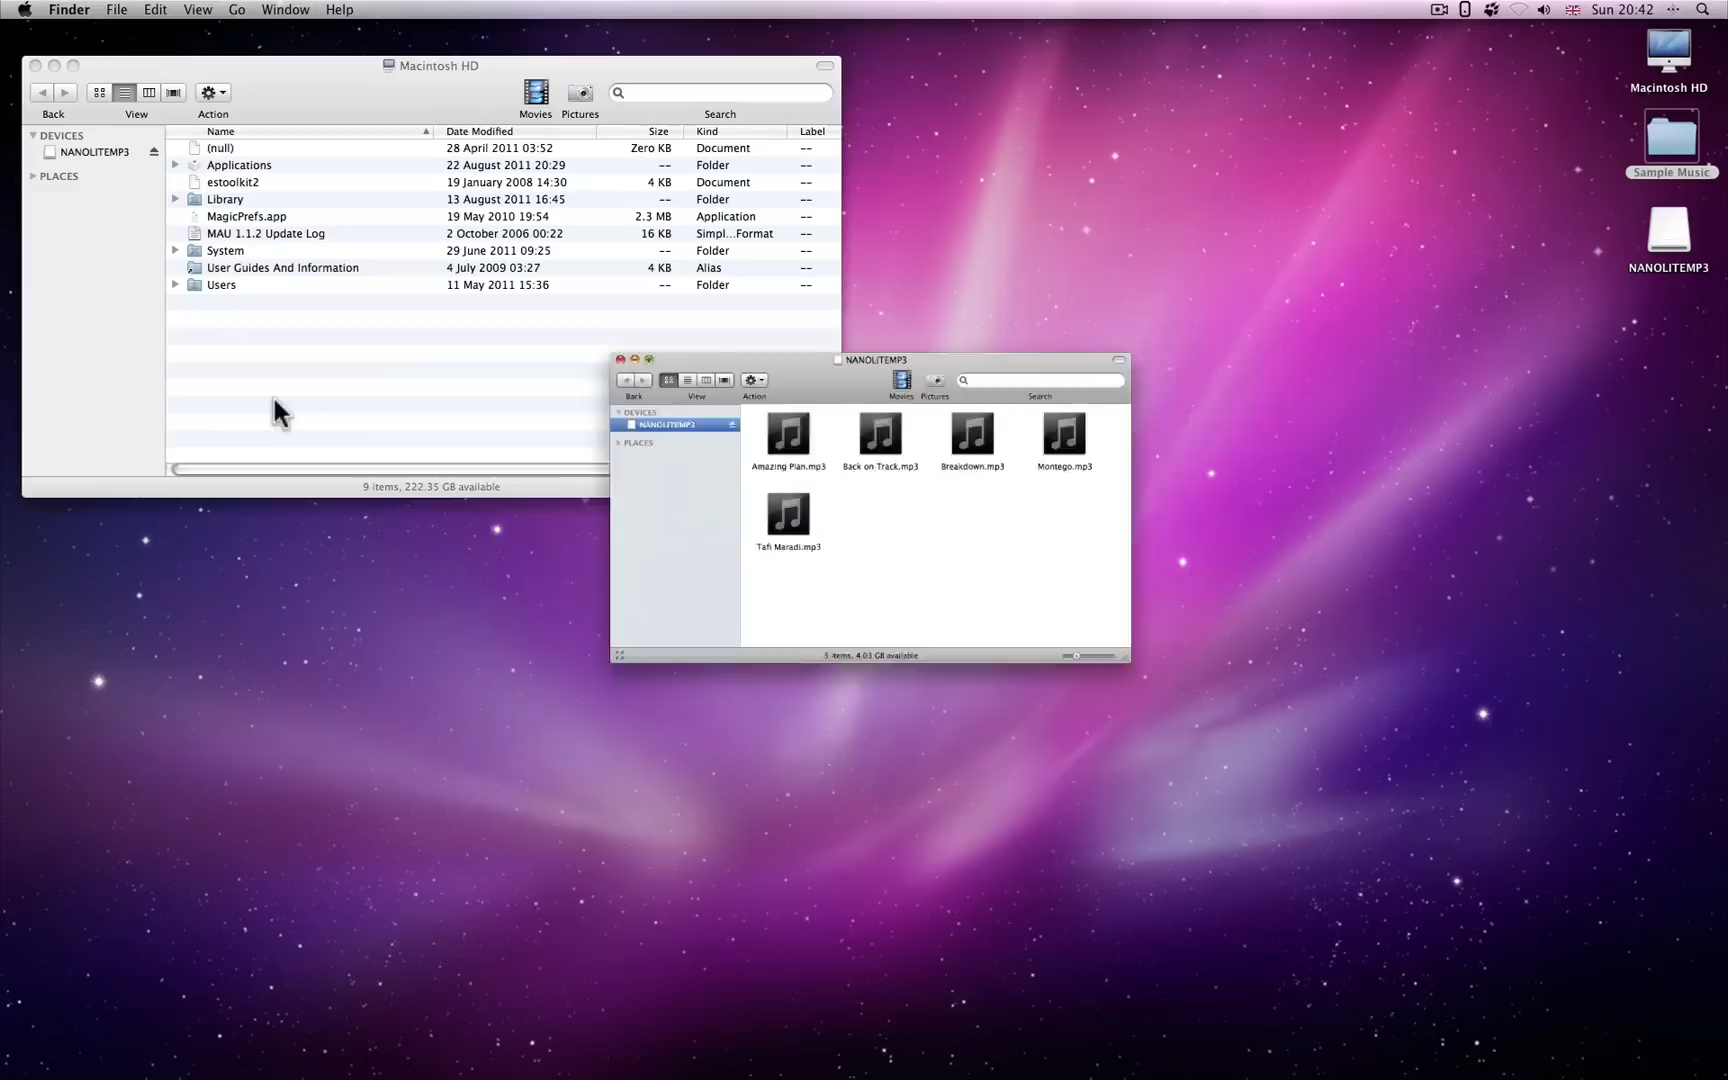 Finder File Edit View Go Window Help Sun 20:42
Macintosh HD
Back View Action Movies Pictures Search
DEVICES
NANOLITEMP3
PLACES
Name Date Modified Size Kind Label
(null) 28 April 2011 03:52 Zero KB Document --
Applications 22 August 2011 20:29 -- Folder --
estoolkit2 19 January 2008 14:30 4 KB Document --
Library 13 August 2011 16:45 -- Folder --
MagicPrefs.app 19 May 2010 19:54 2.3 MB Application --
MAU 1.1.2 Update Log 2 October 2006 00:22 16 KB Simpl...Format --
System 29 June 2011 09:25 -- Folder --
User Guides And Information 4 July 2009 03:27 4 KB Alias --
Users 11 May 2011 15:36 -- Folder --
9 items, 222.35 GB available
NANOLITEMP3
Back View Action Movies Pictures Search
DEVICES
NANOLITEMP3
PLACES
Amazing Plan.mp3 Back on Track.mp3 Breakdown.mp3 Montego.mp3
Tafi Maradi.mp3
5 items, 4.03 GB available
Macintosh HD
Sample Music
NANOLITEMP3